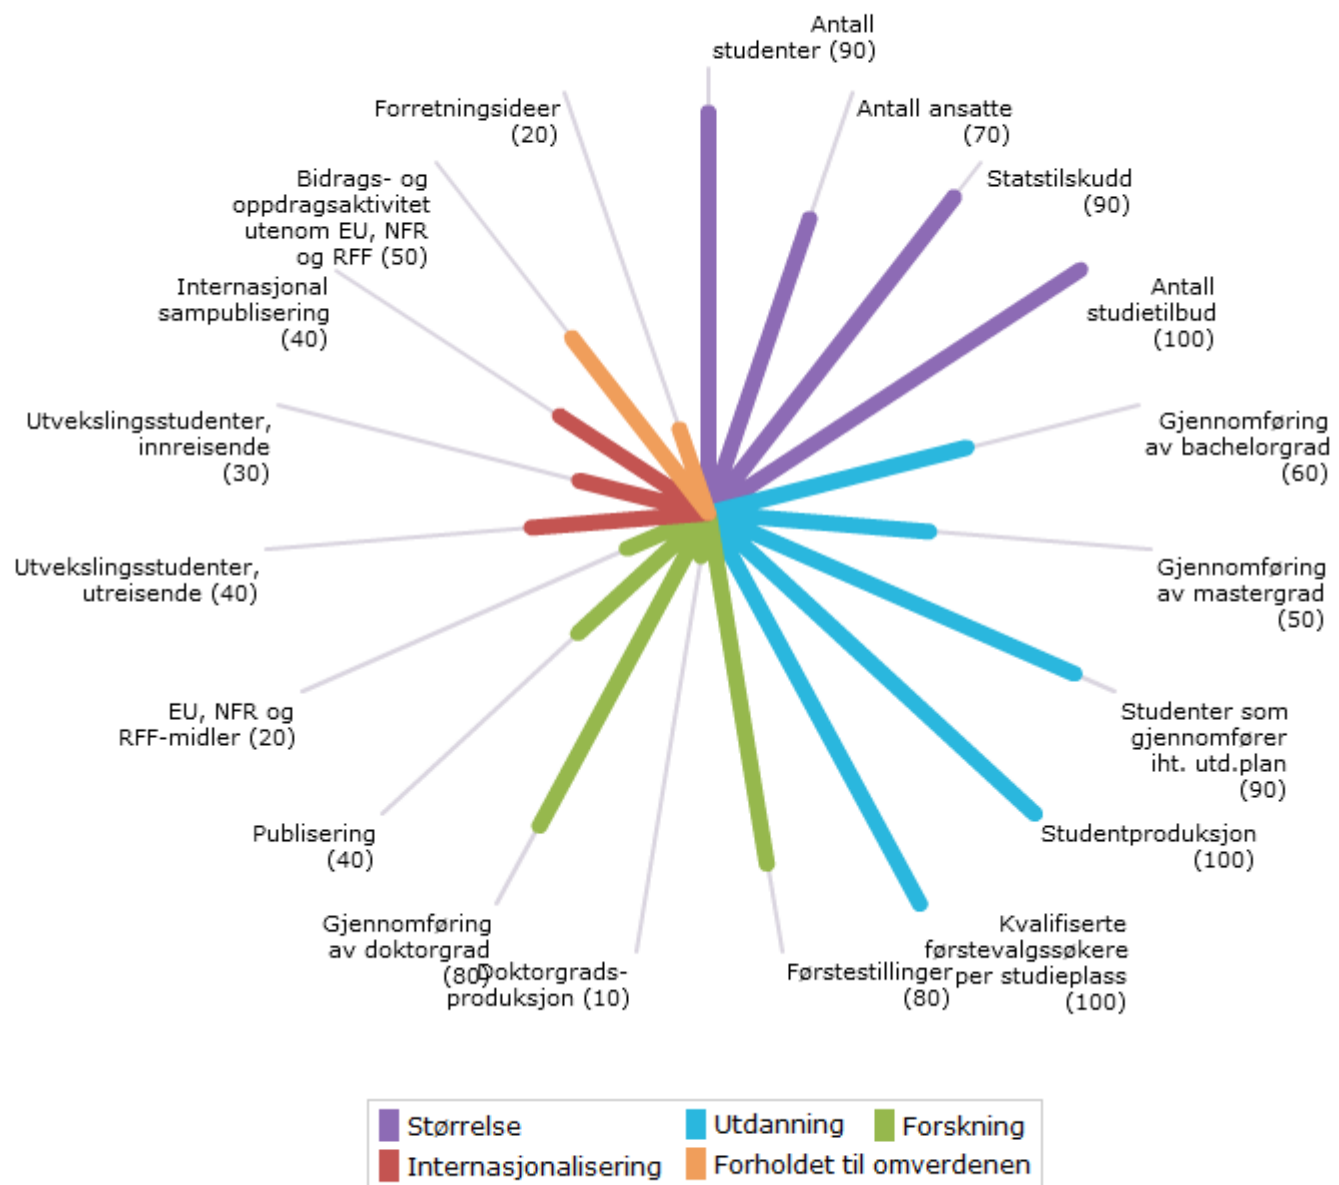 Antall
studenter (90)
Antall ansatte
(70)
Statstilskudd
(90)
Antall
studietilbud
(100)
Gjennomføring
av bachelorgrad
(60)
Gjennomføring
av mastergrad
(50)
Studenter som
gjennomfører
iht. utd.plan
(90)
Studentproduksjon
(100)
Kvalifiserte
førstevalgssøkere
per studieplass
(100)
Førstestillinger
(80)
Doktorgrads-
produksjon (10)
Gjennomføring
av doktorgrad
(80)
Publisering
(40)
EU, NFR og
RFF-midler (20)
Utvekslingsstudenter,
utreisende (40)
Utvekslingsstudenter,
innreisende
(30)
Internasjonal
sampublisering
(40)
Bidrags- og
oppdragsaktivitet
utenom EU, NFR
og RFF (50)
Forretningsideer
(20)
Størrelse
Utdanning
Forskning
Internasjonalisering
Forholdet til omverdenen